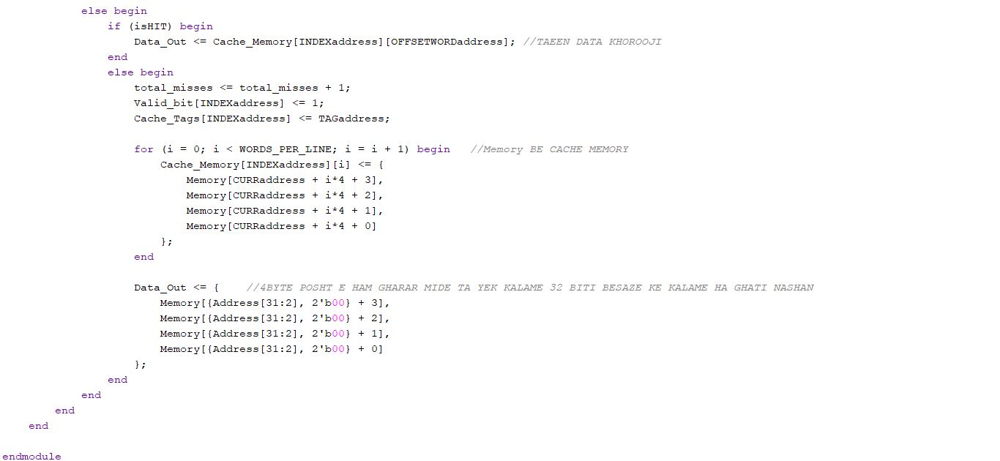 else begin
if (isHIT) begin
Data_Out <= Cache_Memory[INDEXaddress][OFFSETWORDaddress]; //TAEEN DATA KHOROOJI
end
else begin
total_misses <= total_misses + 1;
Valid_bit[INDEXaddress] <= 1;
Cache_Tags[INDEXaddress] <= TAGaddress;
for (i = 0; i < WORDS_PER_LINE; i = i + 1) begin //Memory BE CACHE MEMORY
Cache_Memory[INDEXaddress][i] <= {
Memory[CURRaddress + i*4 + 3],
Memory[CURRaddress + i*4 + 2],
Memory[CURRaddress + i*4 + 1],
Memory[CURRaddress + i*4 + 0]
};
end
Data_Out <= { //4BYTE POSHT E HAM GHARAR MIDE TA YEK KALAME 32 BITI BESAZE KE KALAME HA GHATI NASHAN
Memory[{Address[31:2], 2'b00} + 3],
Memory[{Address[31:2], 2'b00} + 2],
Memory[{Address[31:2], 2'b00} + 1],
Memory[{Address[31:2], 2'b00} + 0]
};
end
end
end
end
endmodule